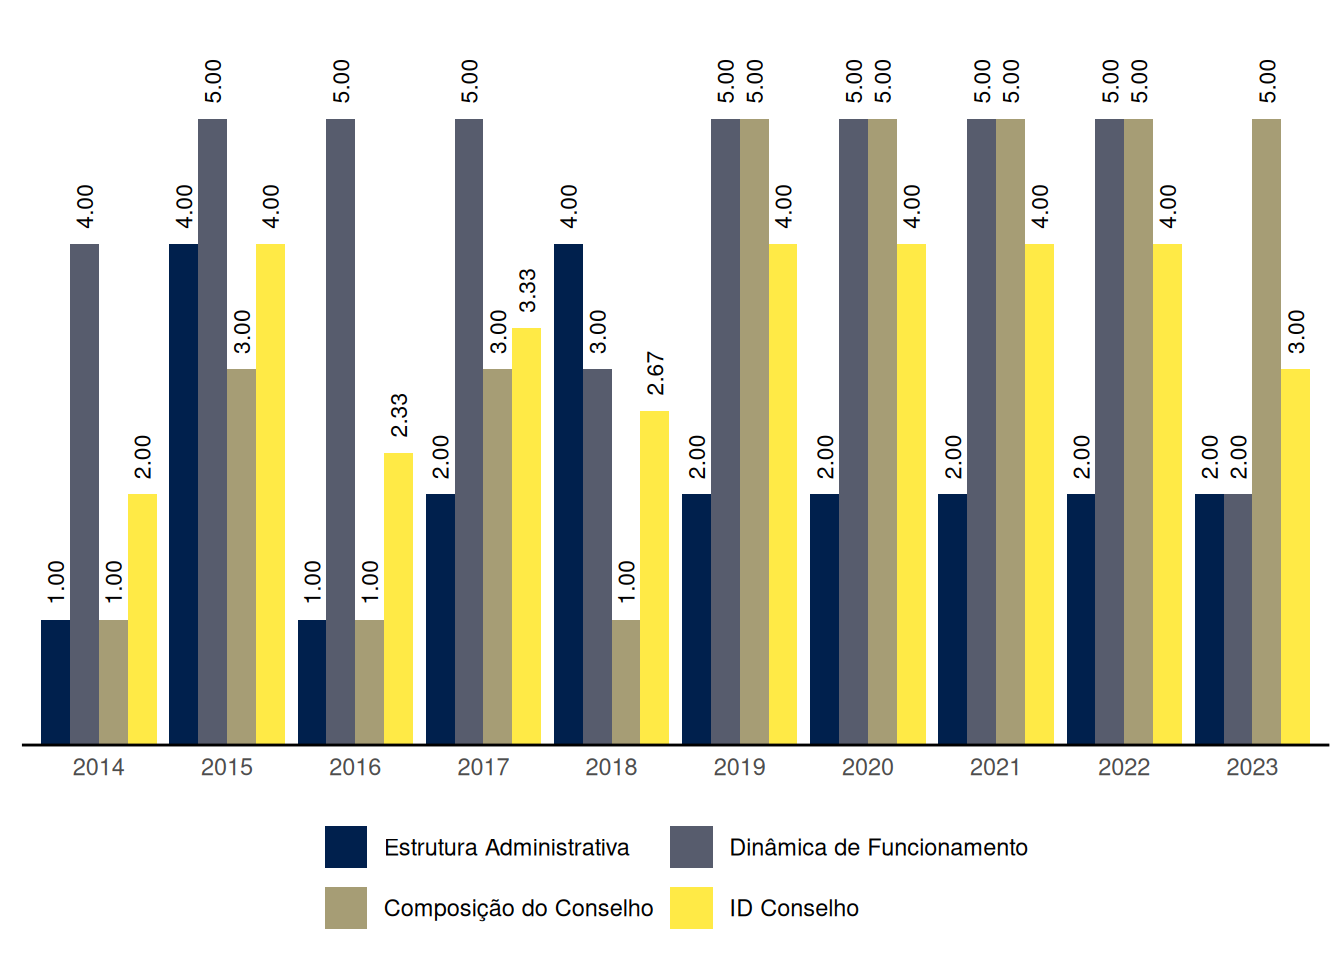 1.00 4.00 1.00 2.00 4.00 5.00 3.00 4.00 1.00 5.00 1.00 2.33 2.00 5.00 3.00 3.33 4.00 3.00 1.00 2.67 2.00 5.00 5.00 4.00 2.00 5.00 5.00 4.00 2.00 5.00 5.00 4.00 2.00 5.00 5.00 4.00 2.00 2.00 5.00 3.00
2014 2015 2016 2017 2018 2019 2020 2021 2022 2023
Estrutura Administrativa Dinâmica de Funcionamento
Composição do Conselho ID Conselho